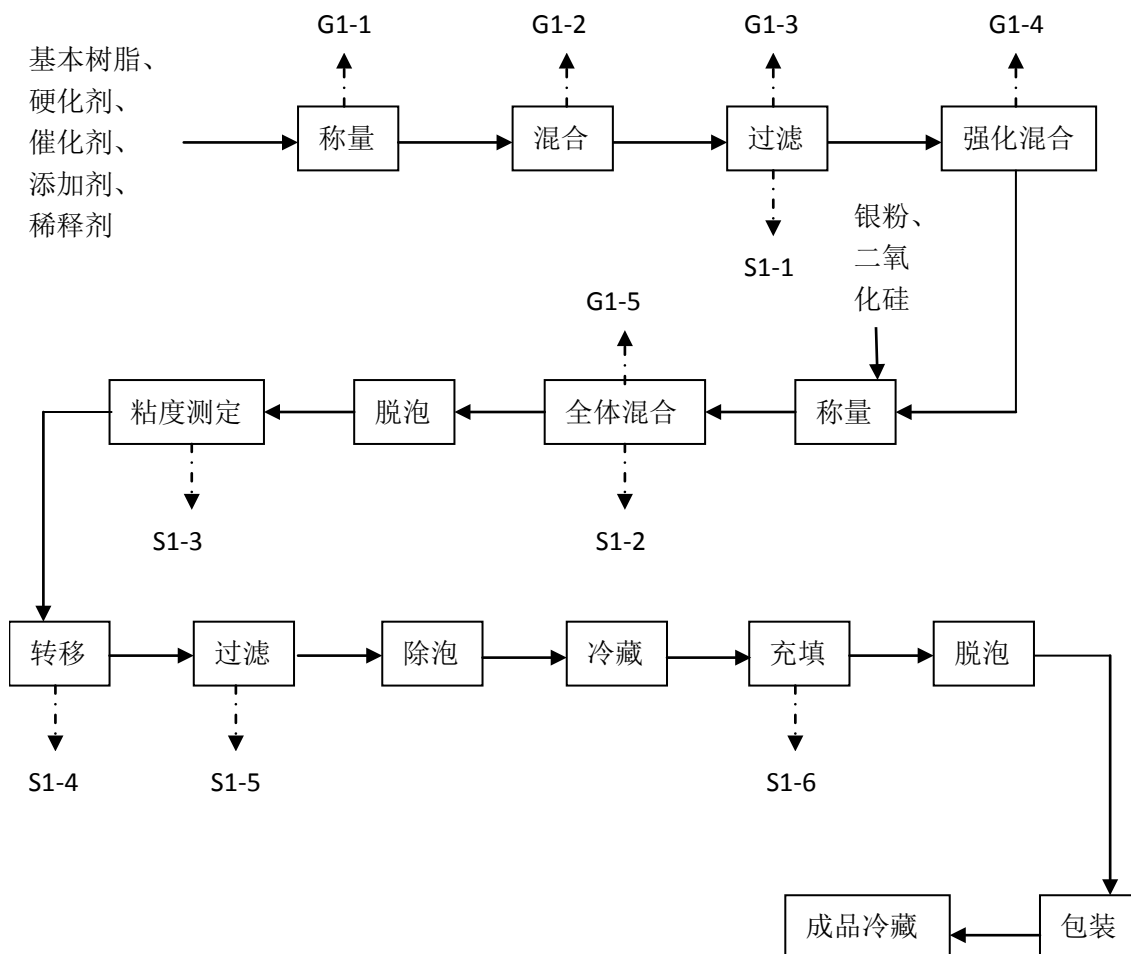 G1-1
G1-2
G1-3
G1-4
基本树脂、
硬化剂、
催化剂、
添加剂、
稀释剂
称量
混合
过滤
强化混合
S1-1
银粉、
二氧
化硅
G1-5
粘度测定
脱泡
全体混合
称量
S1-3
S1-2
转移
过滤
除泡
冷藏
充填
脱泡
S1-4
S1-5
S1-6
成品冷藏
包装